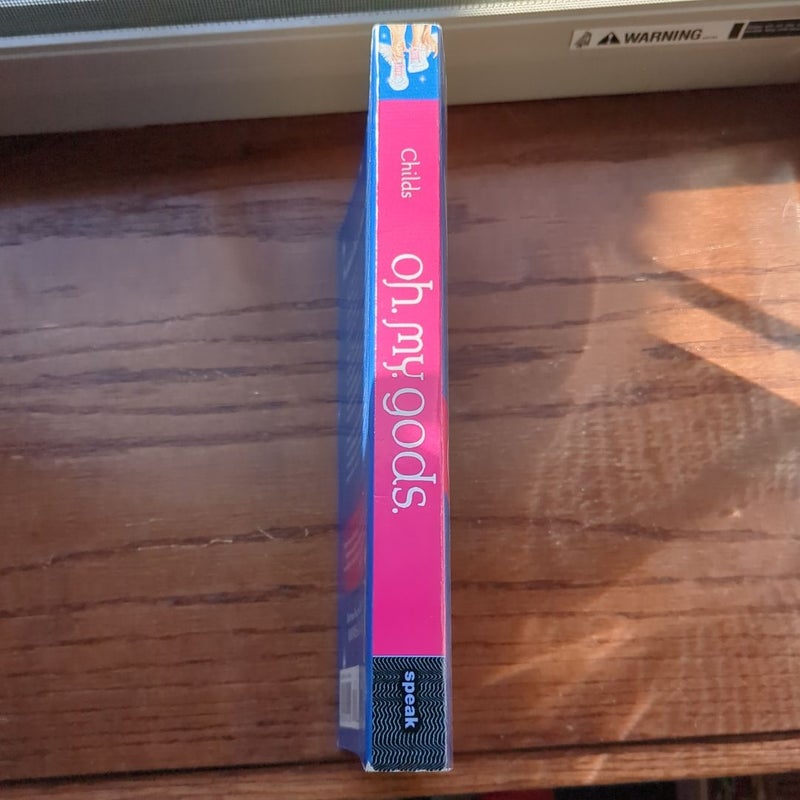 WARNING
Childs
oh. my. gods.
speak